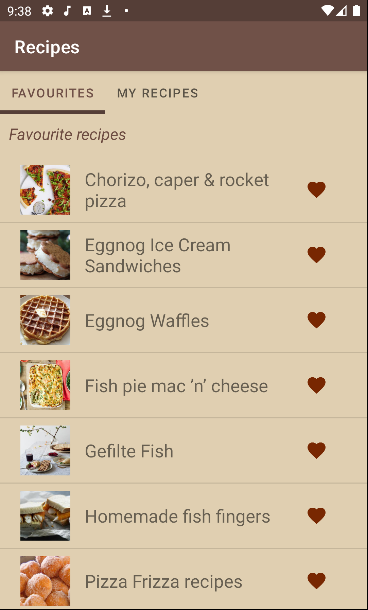 9:38
Recipes
FAVOURITES MY RECIPES
Favourite recipes
Chorizo, caper & rocket
pizza
Eggnog Ice Cream
Sandwiches
Eggnog Waffles
Fish pie mac 'n' cheese
Gefilte Fish
Homemade fish fingers
Pizza Frizza recipes